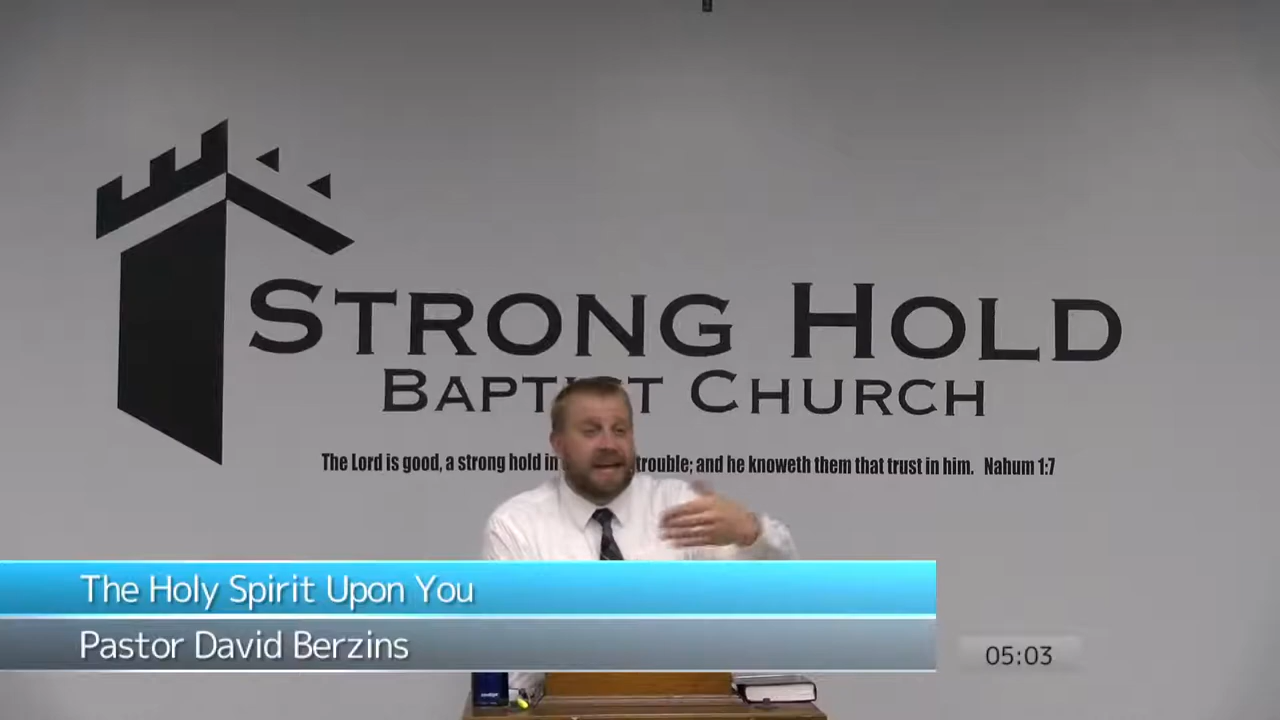 STRONG HOLD
BAPTIST CHURCH
The Lord is good, a strong hold in trouble; and he knoweth them that trust in him. Nahum 1:7
The Holy Spirit Upon You
Pastor David Berzins
05:03